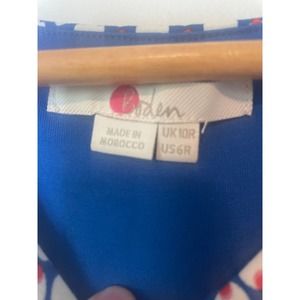 Boden
MADE IN
MOROCCO
UK10R
US6R